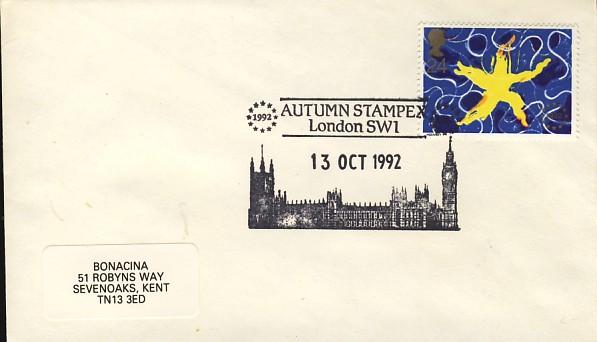 24
1992
AUTUMN STAMPEX
London SW1
13 OCT 1992
BONACINA
51 ROBYNS WAY
SEVENOAKS, KENT
TN13 3ED